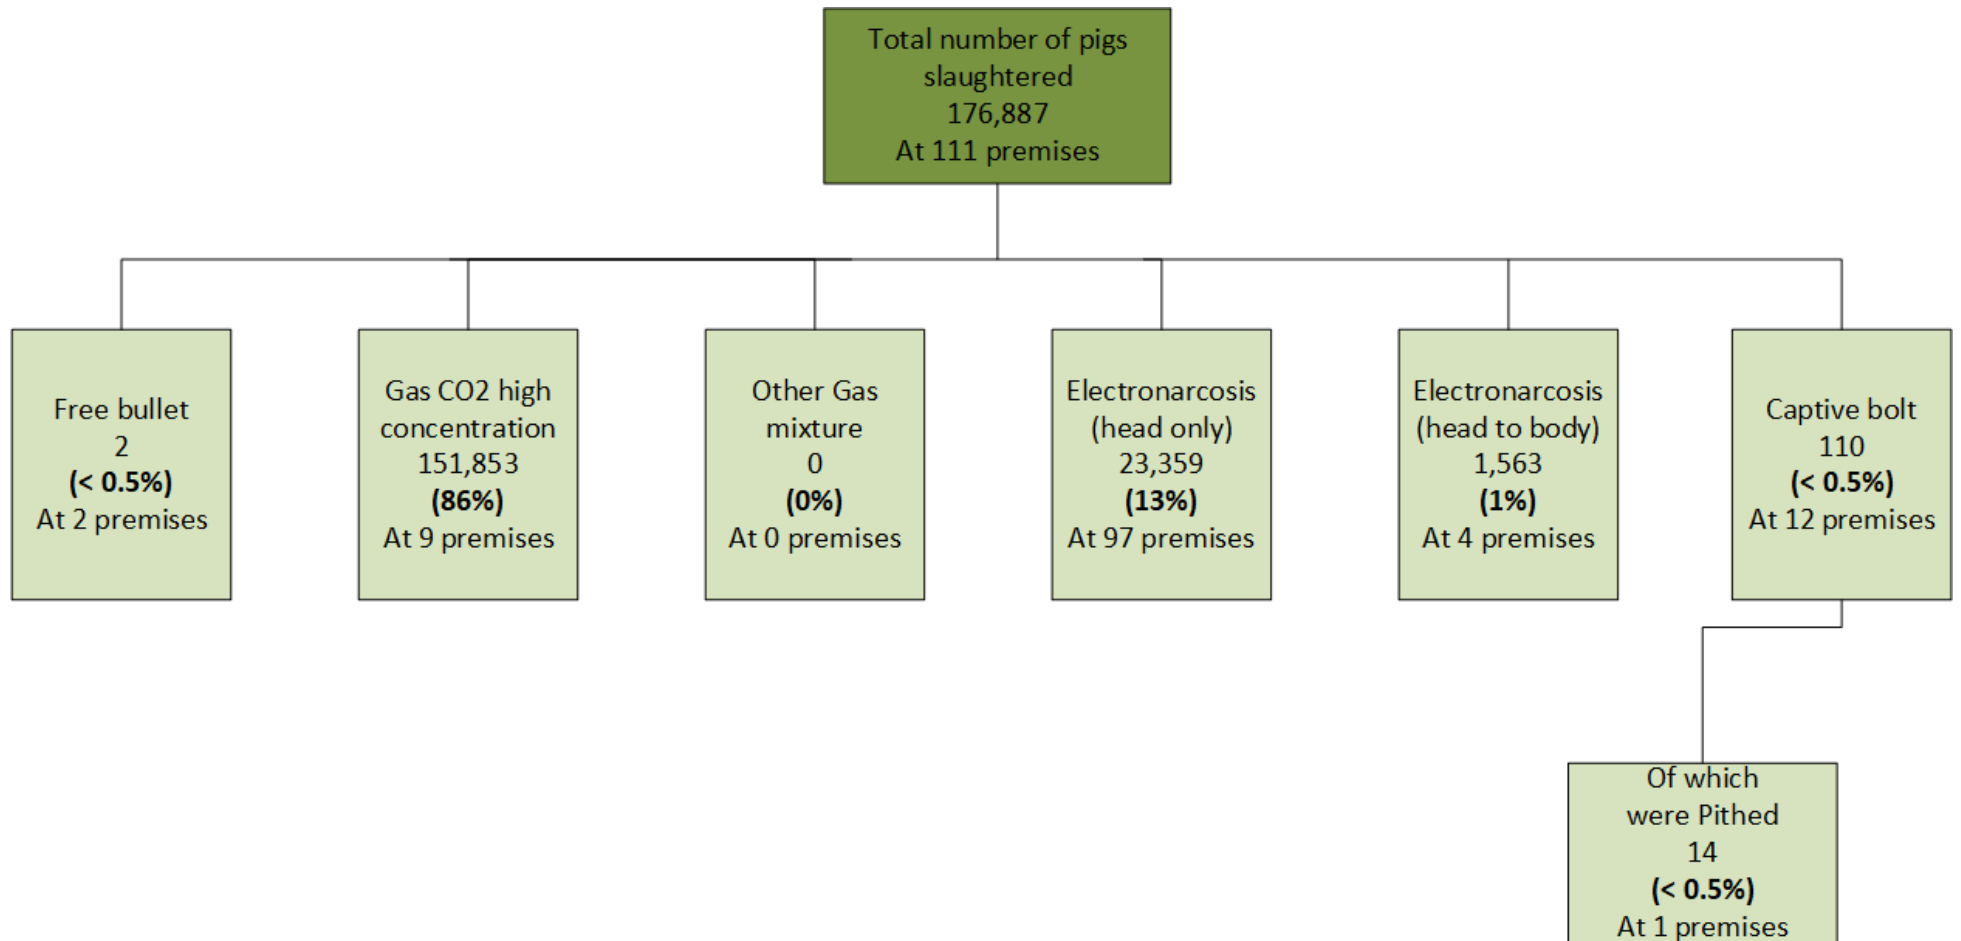 Total number of pigs
slaughtered
176,887
At 111 premises
Free bullet
2
(< 0.5%)
At 2 premises
Gas CO2 high
concentration
151,853
(86%)
At 9 premises
Other Gas
mixture
0
(0%)
At 0 premises
Electronarcosis
(head only)
23,359
(13%)
At 97 premises
Electronarcosis
(head to body)
1,563
(1%)
At 4 premises
Captive bolt
110
(< 0.5%)
At 12 premises
Of which
were Pithed
14
(< 0.5%)
At 1 premises